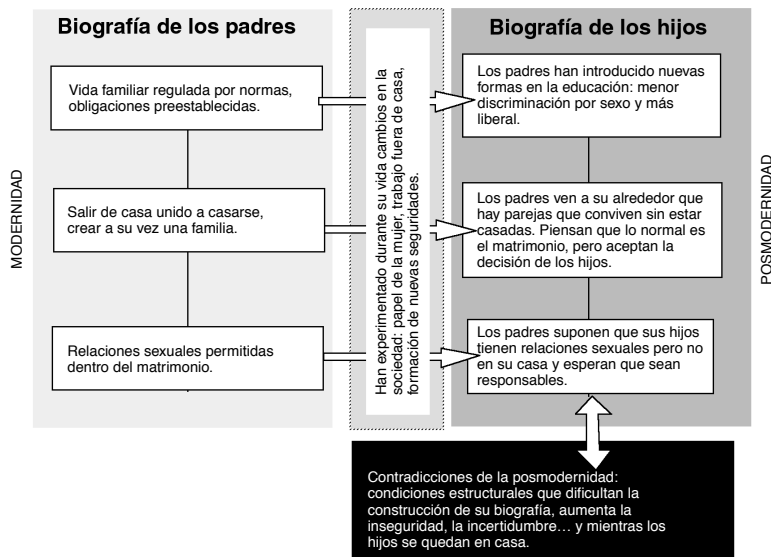 Biografía de los padres
Vida familiar regulada por normas,
obligaciones preestablecidas.
Salir de casa unido a casarse,
crear a su vez una familia.
Relaciones sexuales permitidas
dentro del matrimonio.
MODERNIDAD
Han experimentado durante su vida cambios en la
sociedad: papel de la mujer, trabajo fuera de casa,
formación de nuevas seguridades.
Biografía de los hijos
Los padres han introducido nuevas
formas en la educación: menor
discriminación por sexo y más
liberal.
Los padres ven a su alrededor que
hay parejas que conviven sin estar
casadas. Piensan que lo normal es
el matrimonio, pero aceptan la
decisión de los hijos.
Los padres suponen que sus hijos
tienen relaciones sexuales pero no
en su casa y esperan que sean
responsables.
POSMODERNIDAD
Contradicciones de la posmodernidad:
condiciones estructurales que dificultan la
construcción de su biografía, aumenta la
inseguridad, la incertidumbre… y mientras los
hijos se quedan en casa.